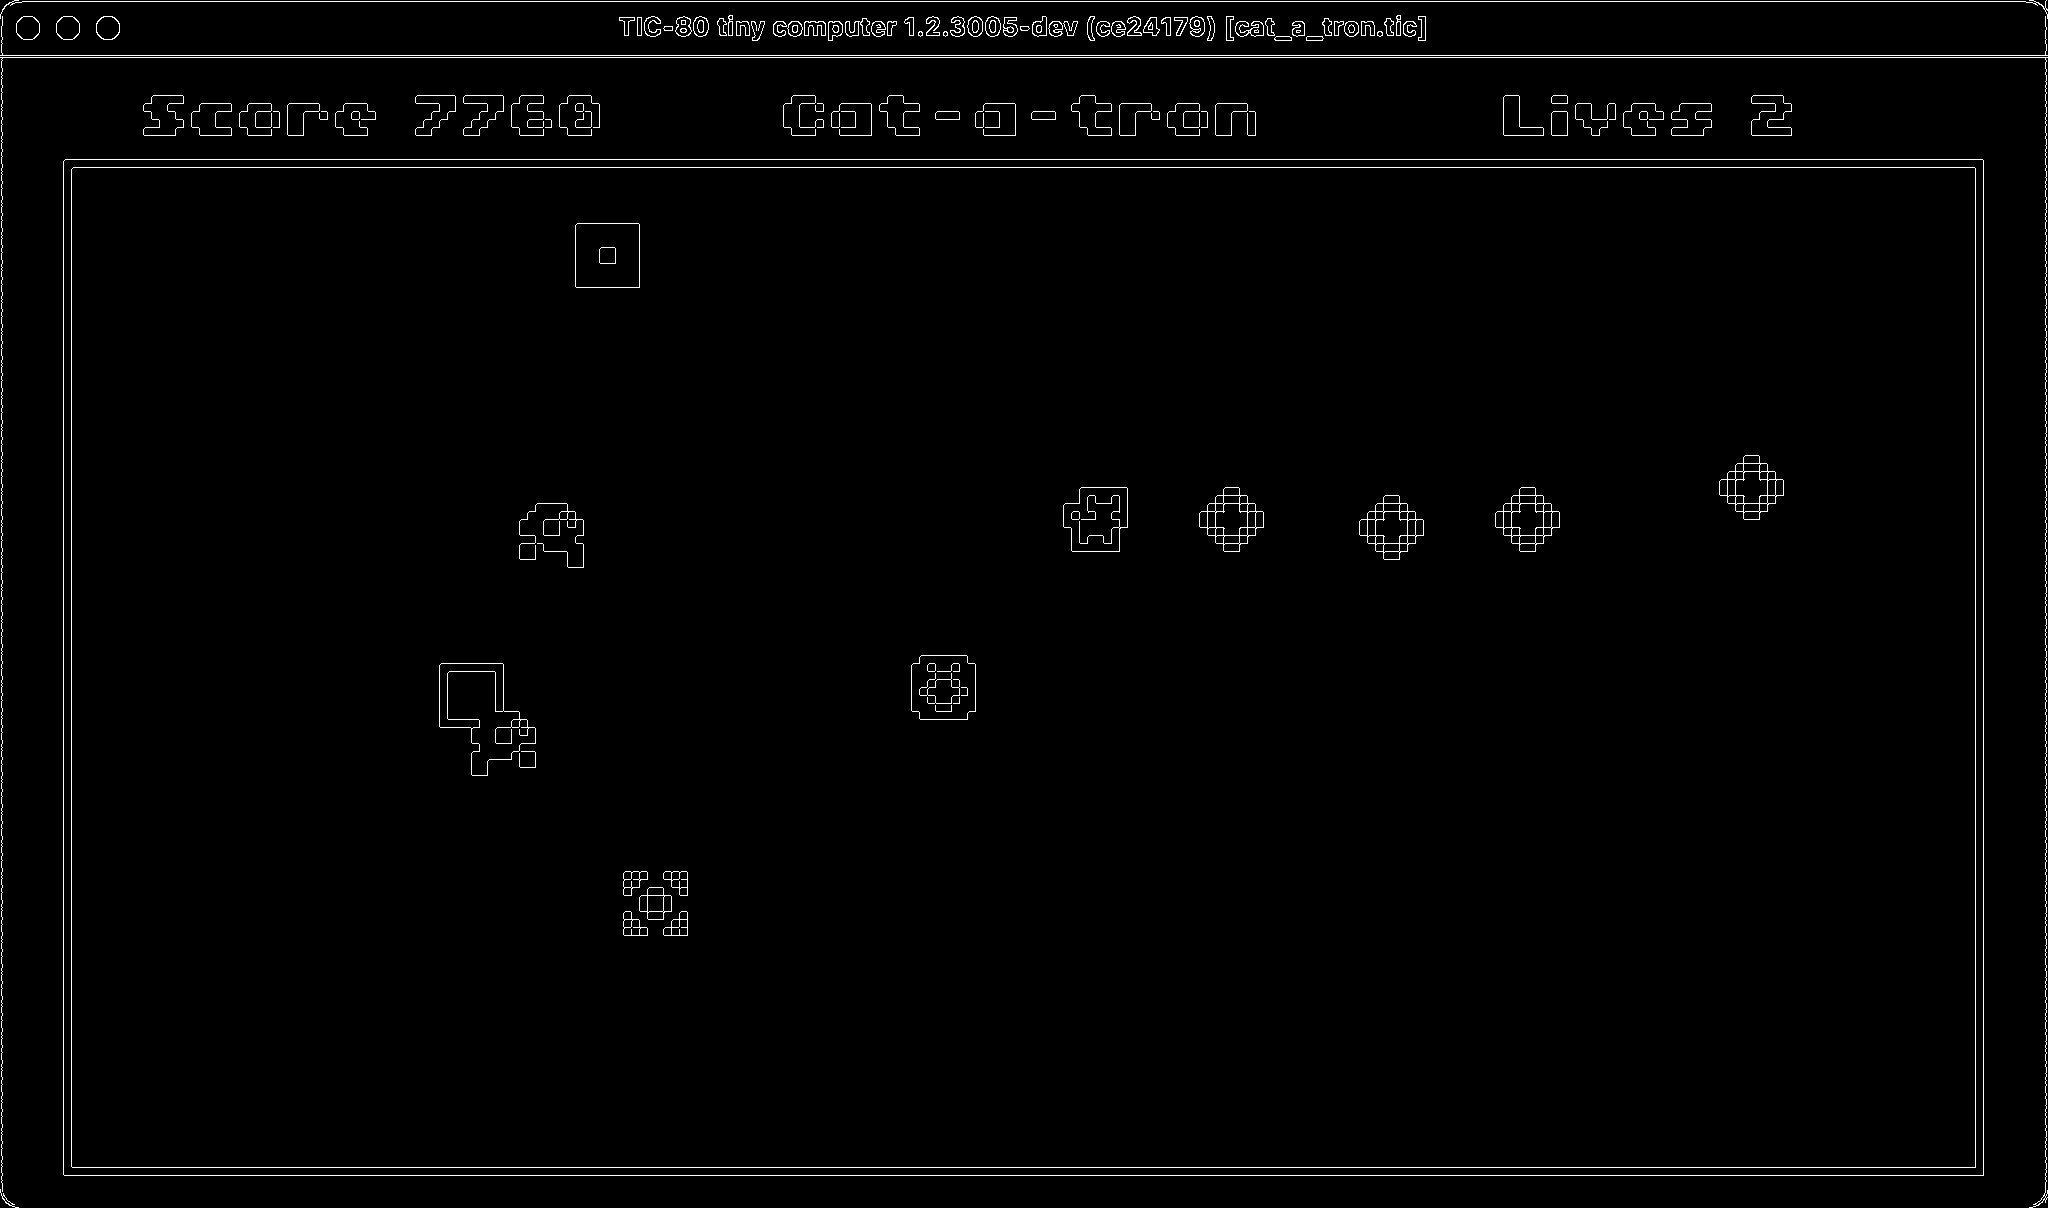 TIC-80 tiny computer 1.2.3005-dev (ce24179) [cat_a_tron.tic]
Score 7760 Cat-a-tron Lives 2